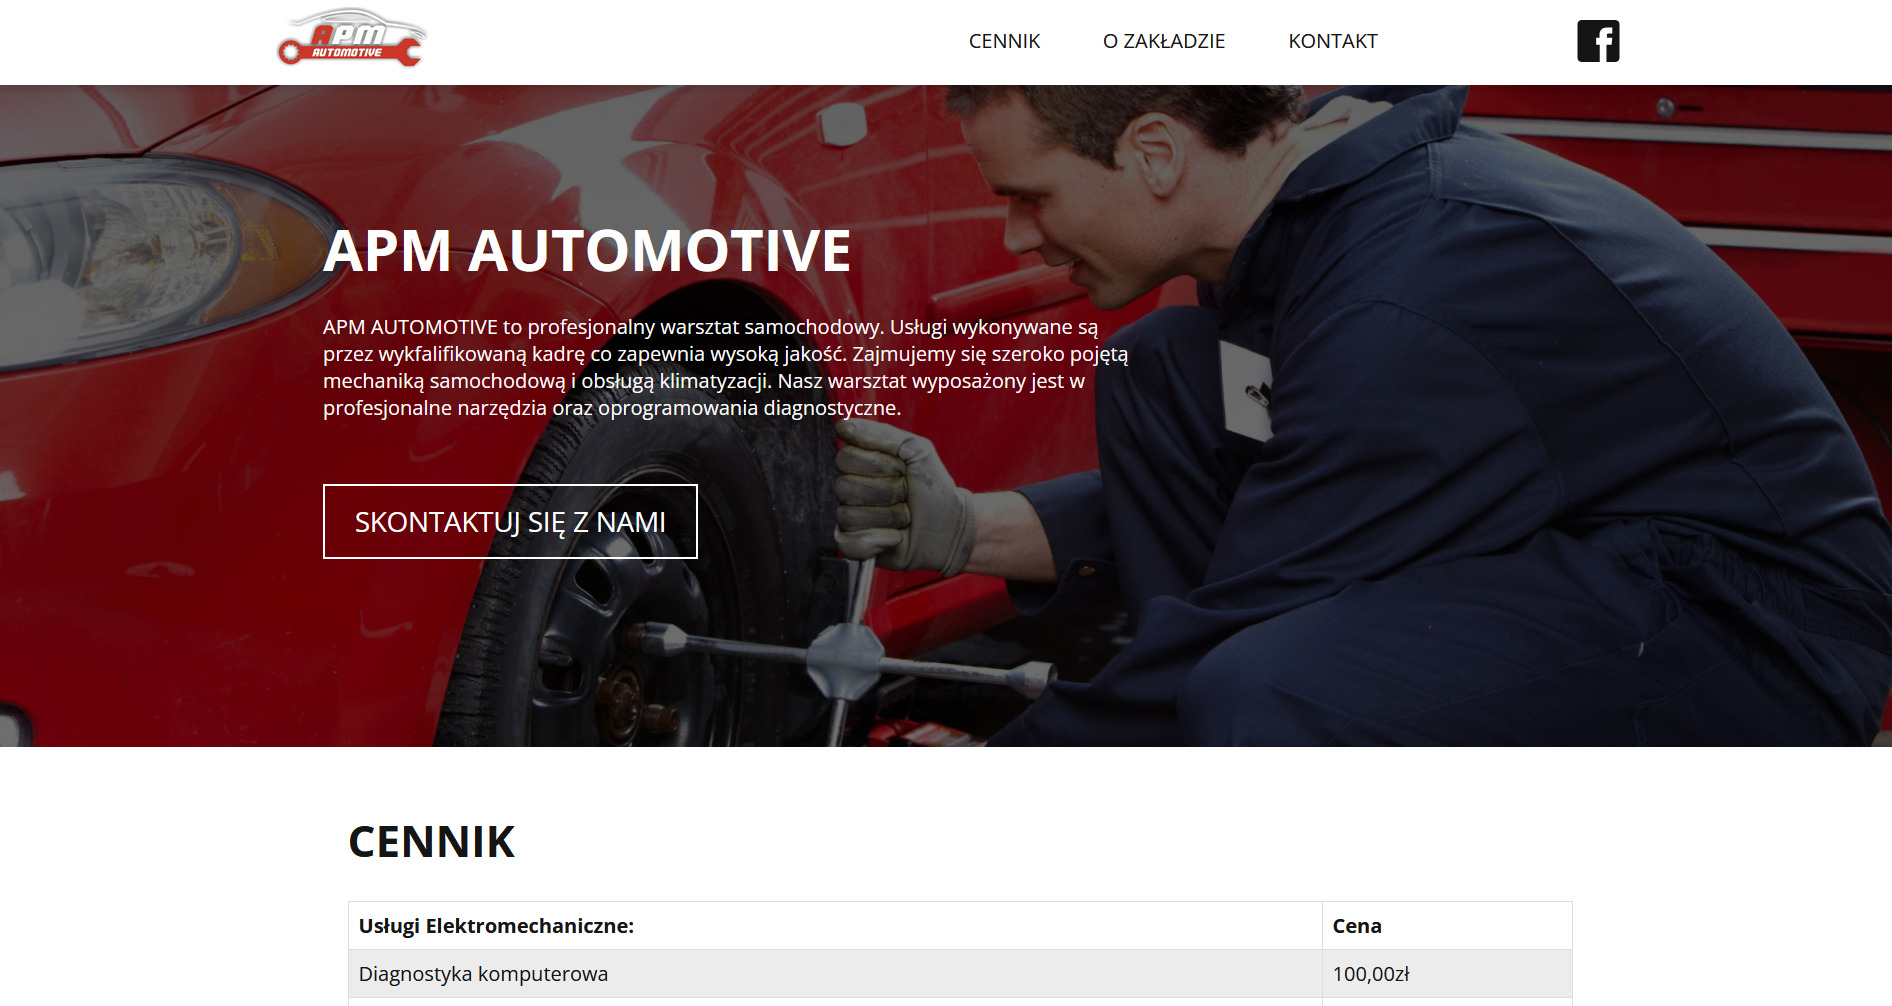 APM
AUTOMOTIVE
CENNIK
O ZAKŁADZIE
KONTAKT
APM AUTOMOTIVE
APM AUTOMOTIVE to profesjonalny warsztat samochodowy. Usługi wykonywane są
przez wykfalifikowaną kadrę co zapewnia wysoką jakość. Zajmujemy się szeroko pojętą
mechaniką samochodową i obsługą klimatyzacji. Nasz warsztat wyposażony jest w
profesjonalne narzędzia oraz oprogramowania diagnostyczne.
SKONTAKTUJ SIĘ Z NAMI
CENNIK
Usługi Elektromechaniczne: Cena
Diagnostyka komputerowa 100,00zł